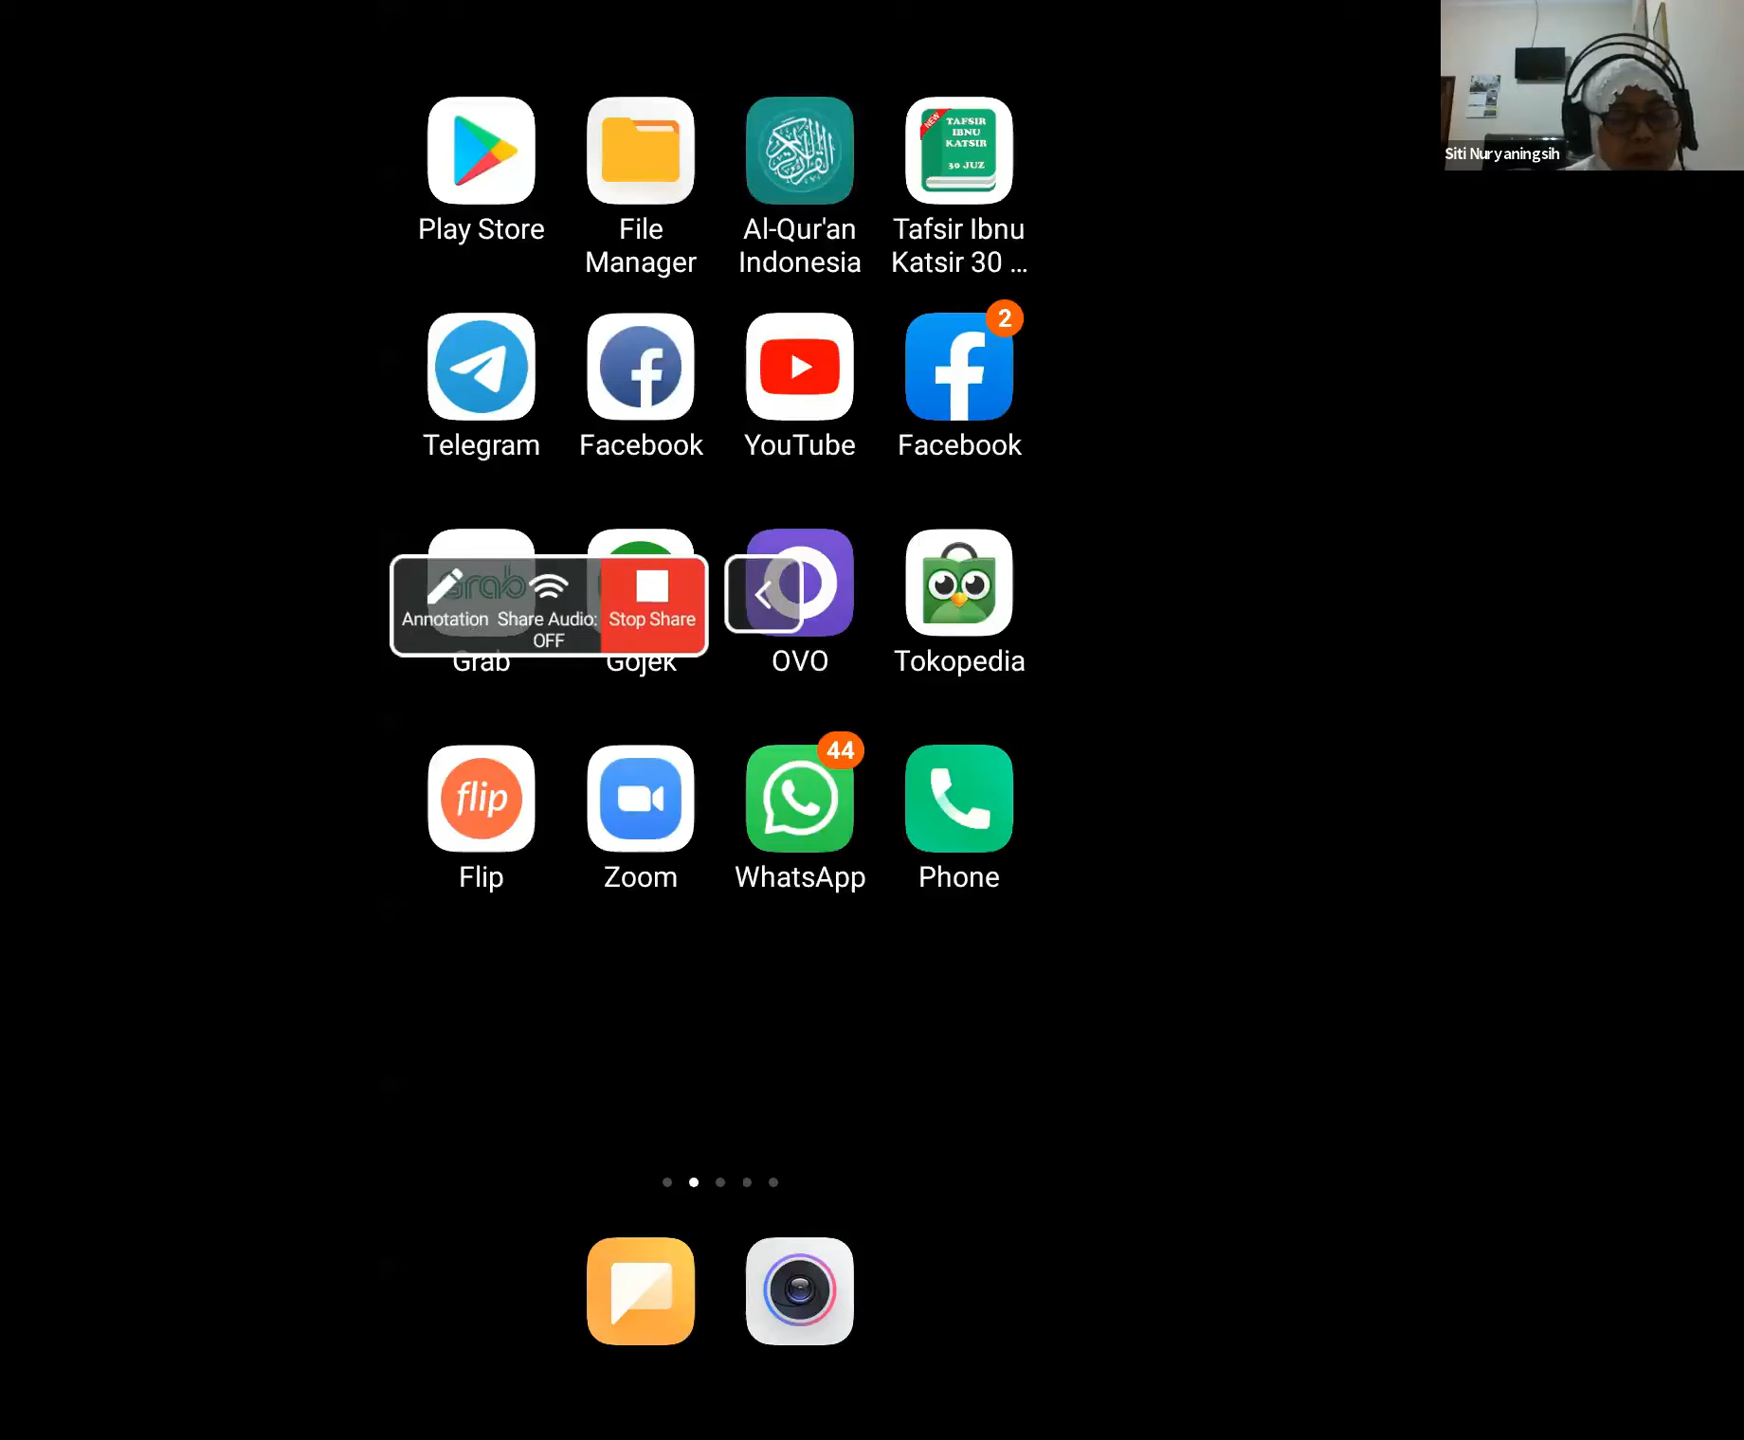 Siti Nuryaningsih
NEW
TAFSIR
IBNU
KATSIR
30 JUZ
Play Store
File
Manager
Al-Qur'an
Indonesia
Tafsir Ibnu
Katsir 30 ...
2
Telegram
Facebook
YouTube
Facebook
Grab
Annotation
Share Audio:
OFF
Stop Share
Grab
Gojek
OVO
Tokopedia
44
flip
Flip
Zoom
WhatsApp
Phone